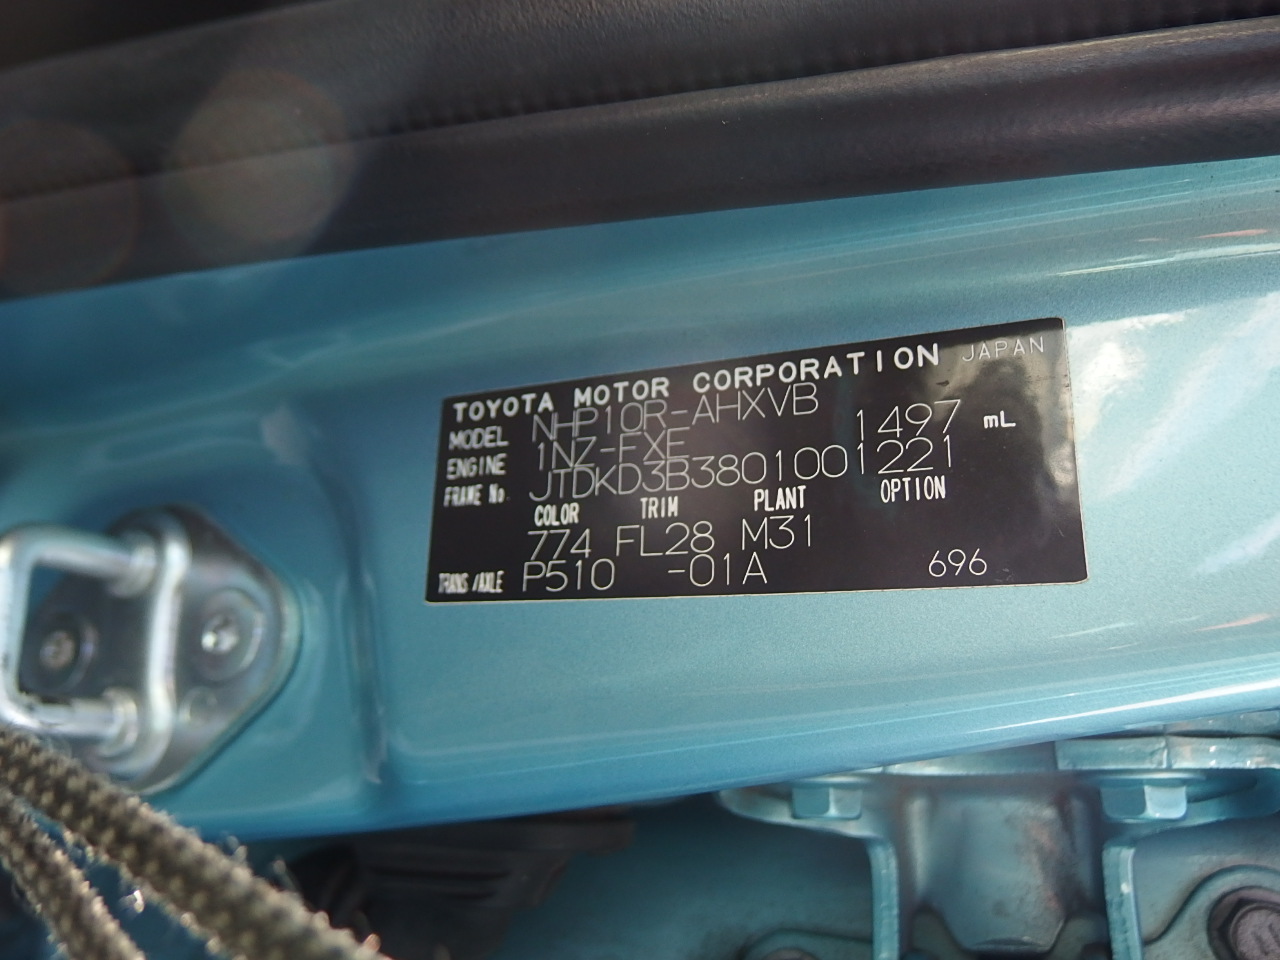 TOYOTA MOTOR CORPORATION JAPAN
MODEL NHP10R-AHXVB
ENGINE 1NZ-FXE 1497 mL
FRAME No. JTDKD3B3801001221
COLOR TRIM PLANT OPTION
774 FL28 M31
TRANS/AXLE P510 -01A 696